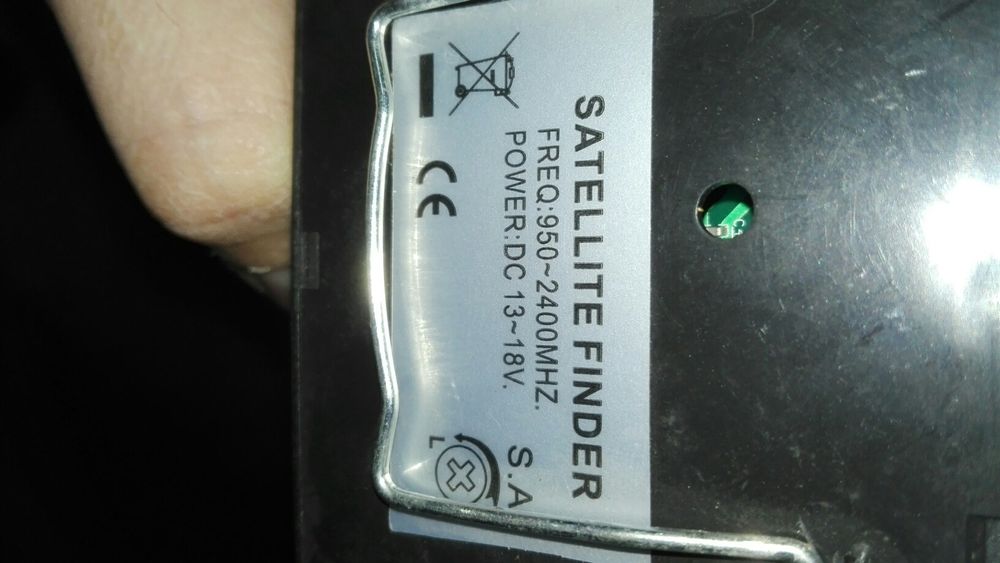 SATELLITE FINDER
FREQ:950~2400MHZ.
POWER:DC 13~18V.
S.A
L
CE